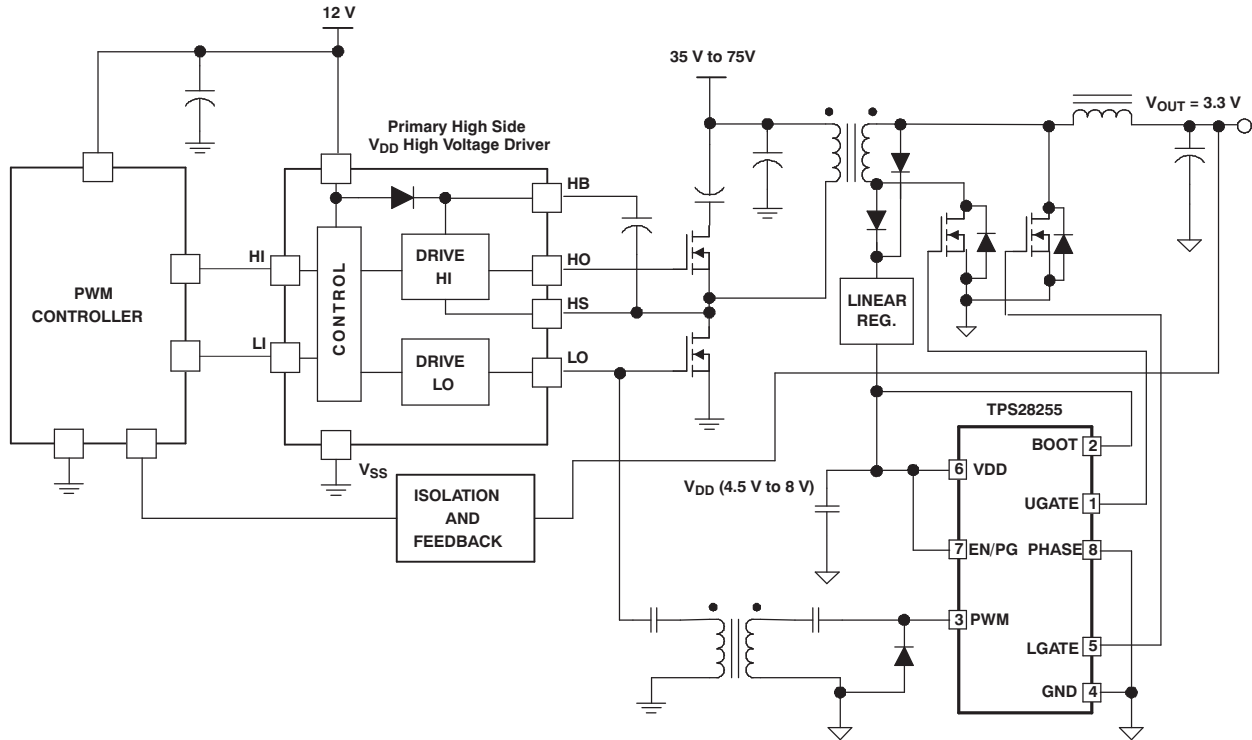 12 V
35 V to 75V
VOUT = 3.3 V
Primary High Side
VDD High Voltage Driver
HB
HI
DRIVE
HI
HO
PWM
CONTROLLER
CONTROL
HS
LINEAR
REG.
LI
DRIVE
LO
LO
TPS28255
BOOT 2
VSS
6 VDD
VDD (4.5 V to 8 V)
ISOLATION
AND
FEEDBACK
UGATE 1
7 EN/PG PHASE 8
3 PWM
LGATE 5
GND 4